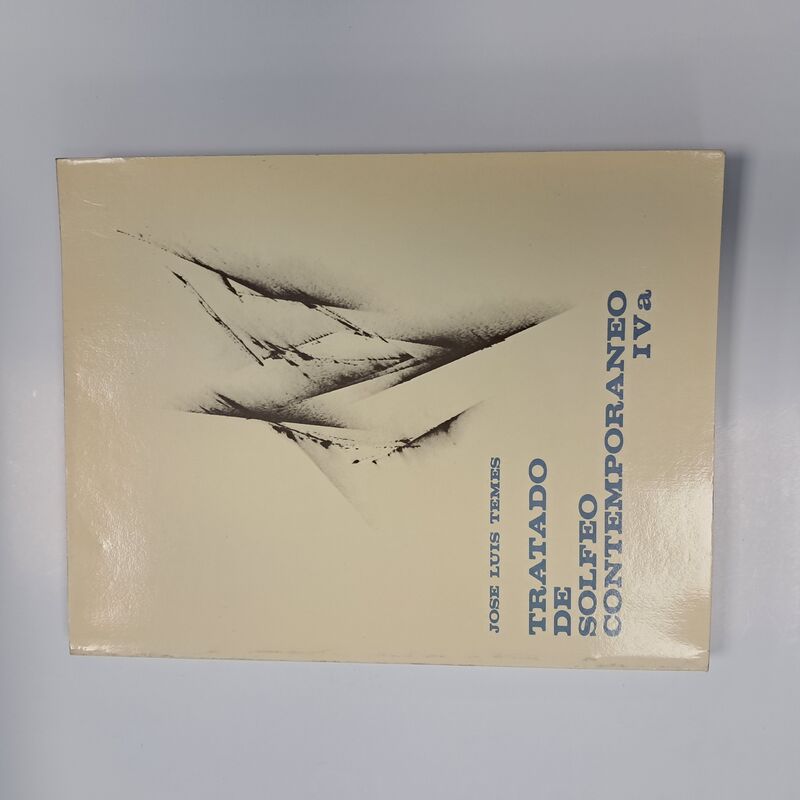 JOSE LUIS TEMES
TRATADO
DE
SOLFEO
CONTEMPORANEO
IVa